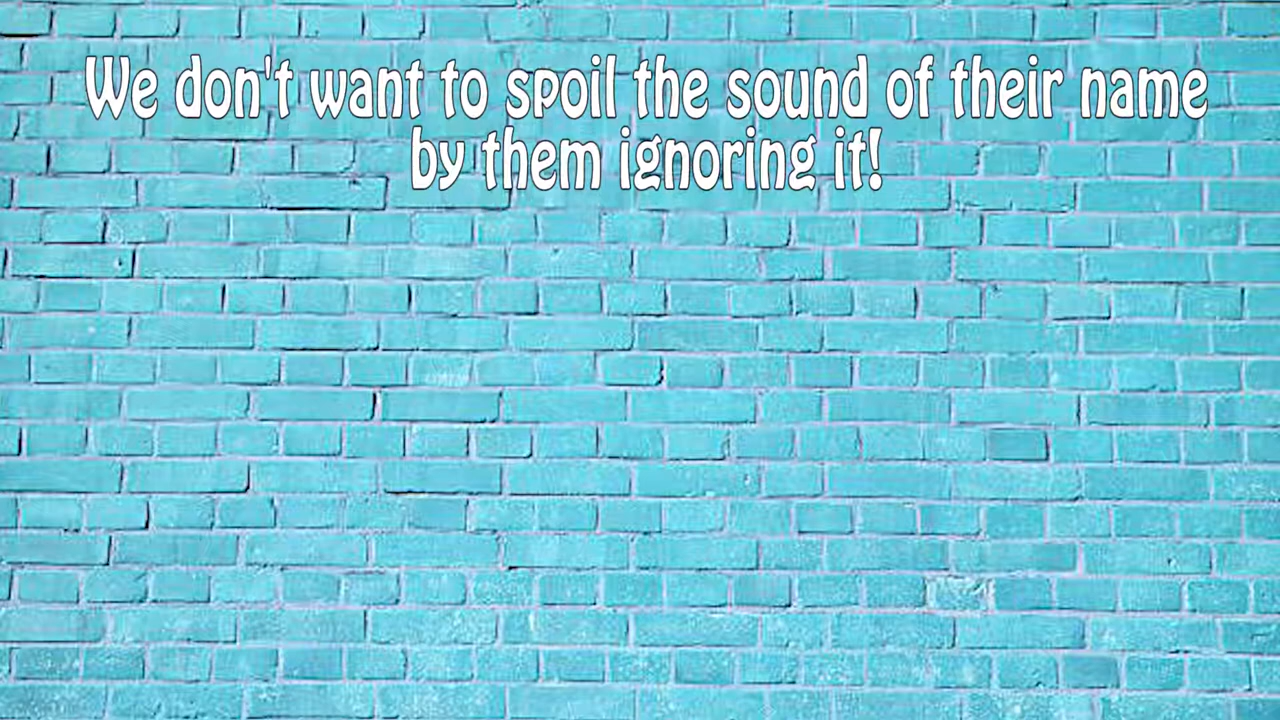 We don't want to spoil the sound of their name
by them ignoring it!